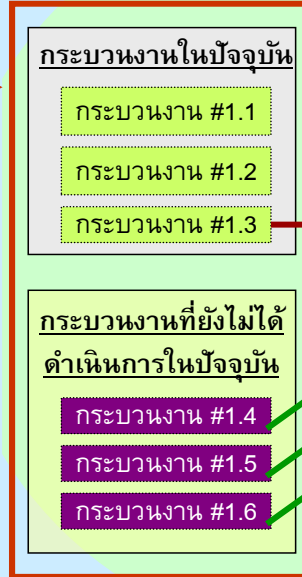 กระบวนงานในปัจจุบัน
กระบวนงาน #1.1
กระบวนงาน #1.2
กระบวนงาน #1.3
กระบวนงานที่ยังไม่ได้
ดำเนินการในปัจจุบัน
กระบวนงาน #1.4
กระบวนงาน #1.5
กระบวนงาน #1.6